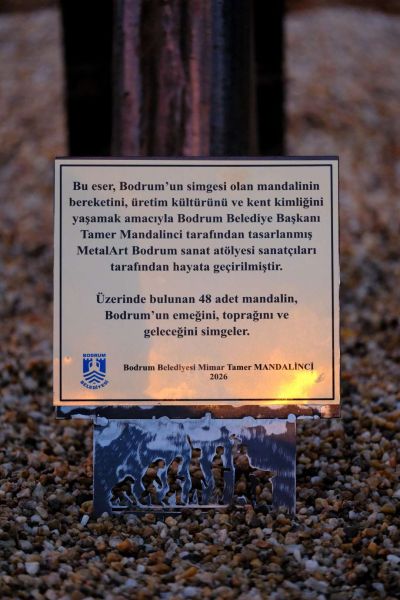 Bu eser, Bodrum'un simgesi olan mandalinin
bereketini, üretim kültürünü ve kent kimliğini
yaşamak amacıyla Bodrum Belediye Başkanı
Tamer Mandalinci tarafından tasarlanmış
MetalArt Bodrum sanat atölyesi sanatçıları
tarafından hayata geçirilmiştir.
Üzerinde bulunan 48 adet mandalin,
Bodrum'un emeğini, toprağını ve
geleceğini simgeler.
BODRUM
BELEDİYESİ
Bodrum Belediyesi Mimar Tamer MANDALİNCİ
2026